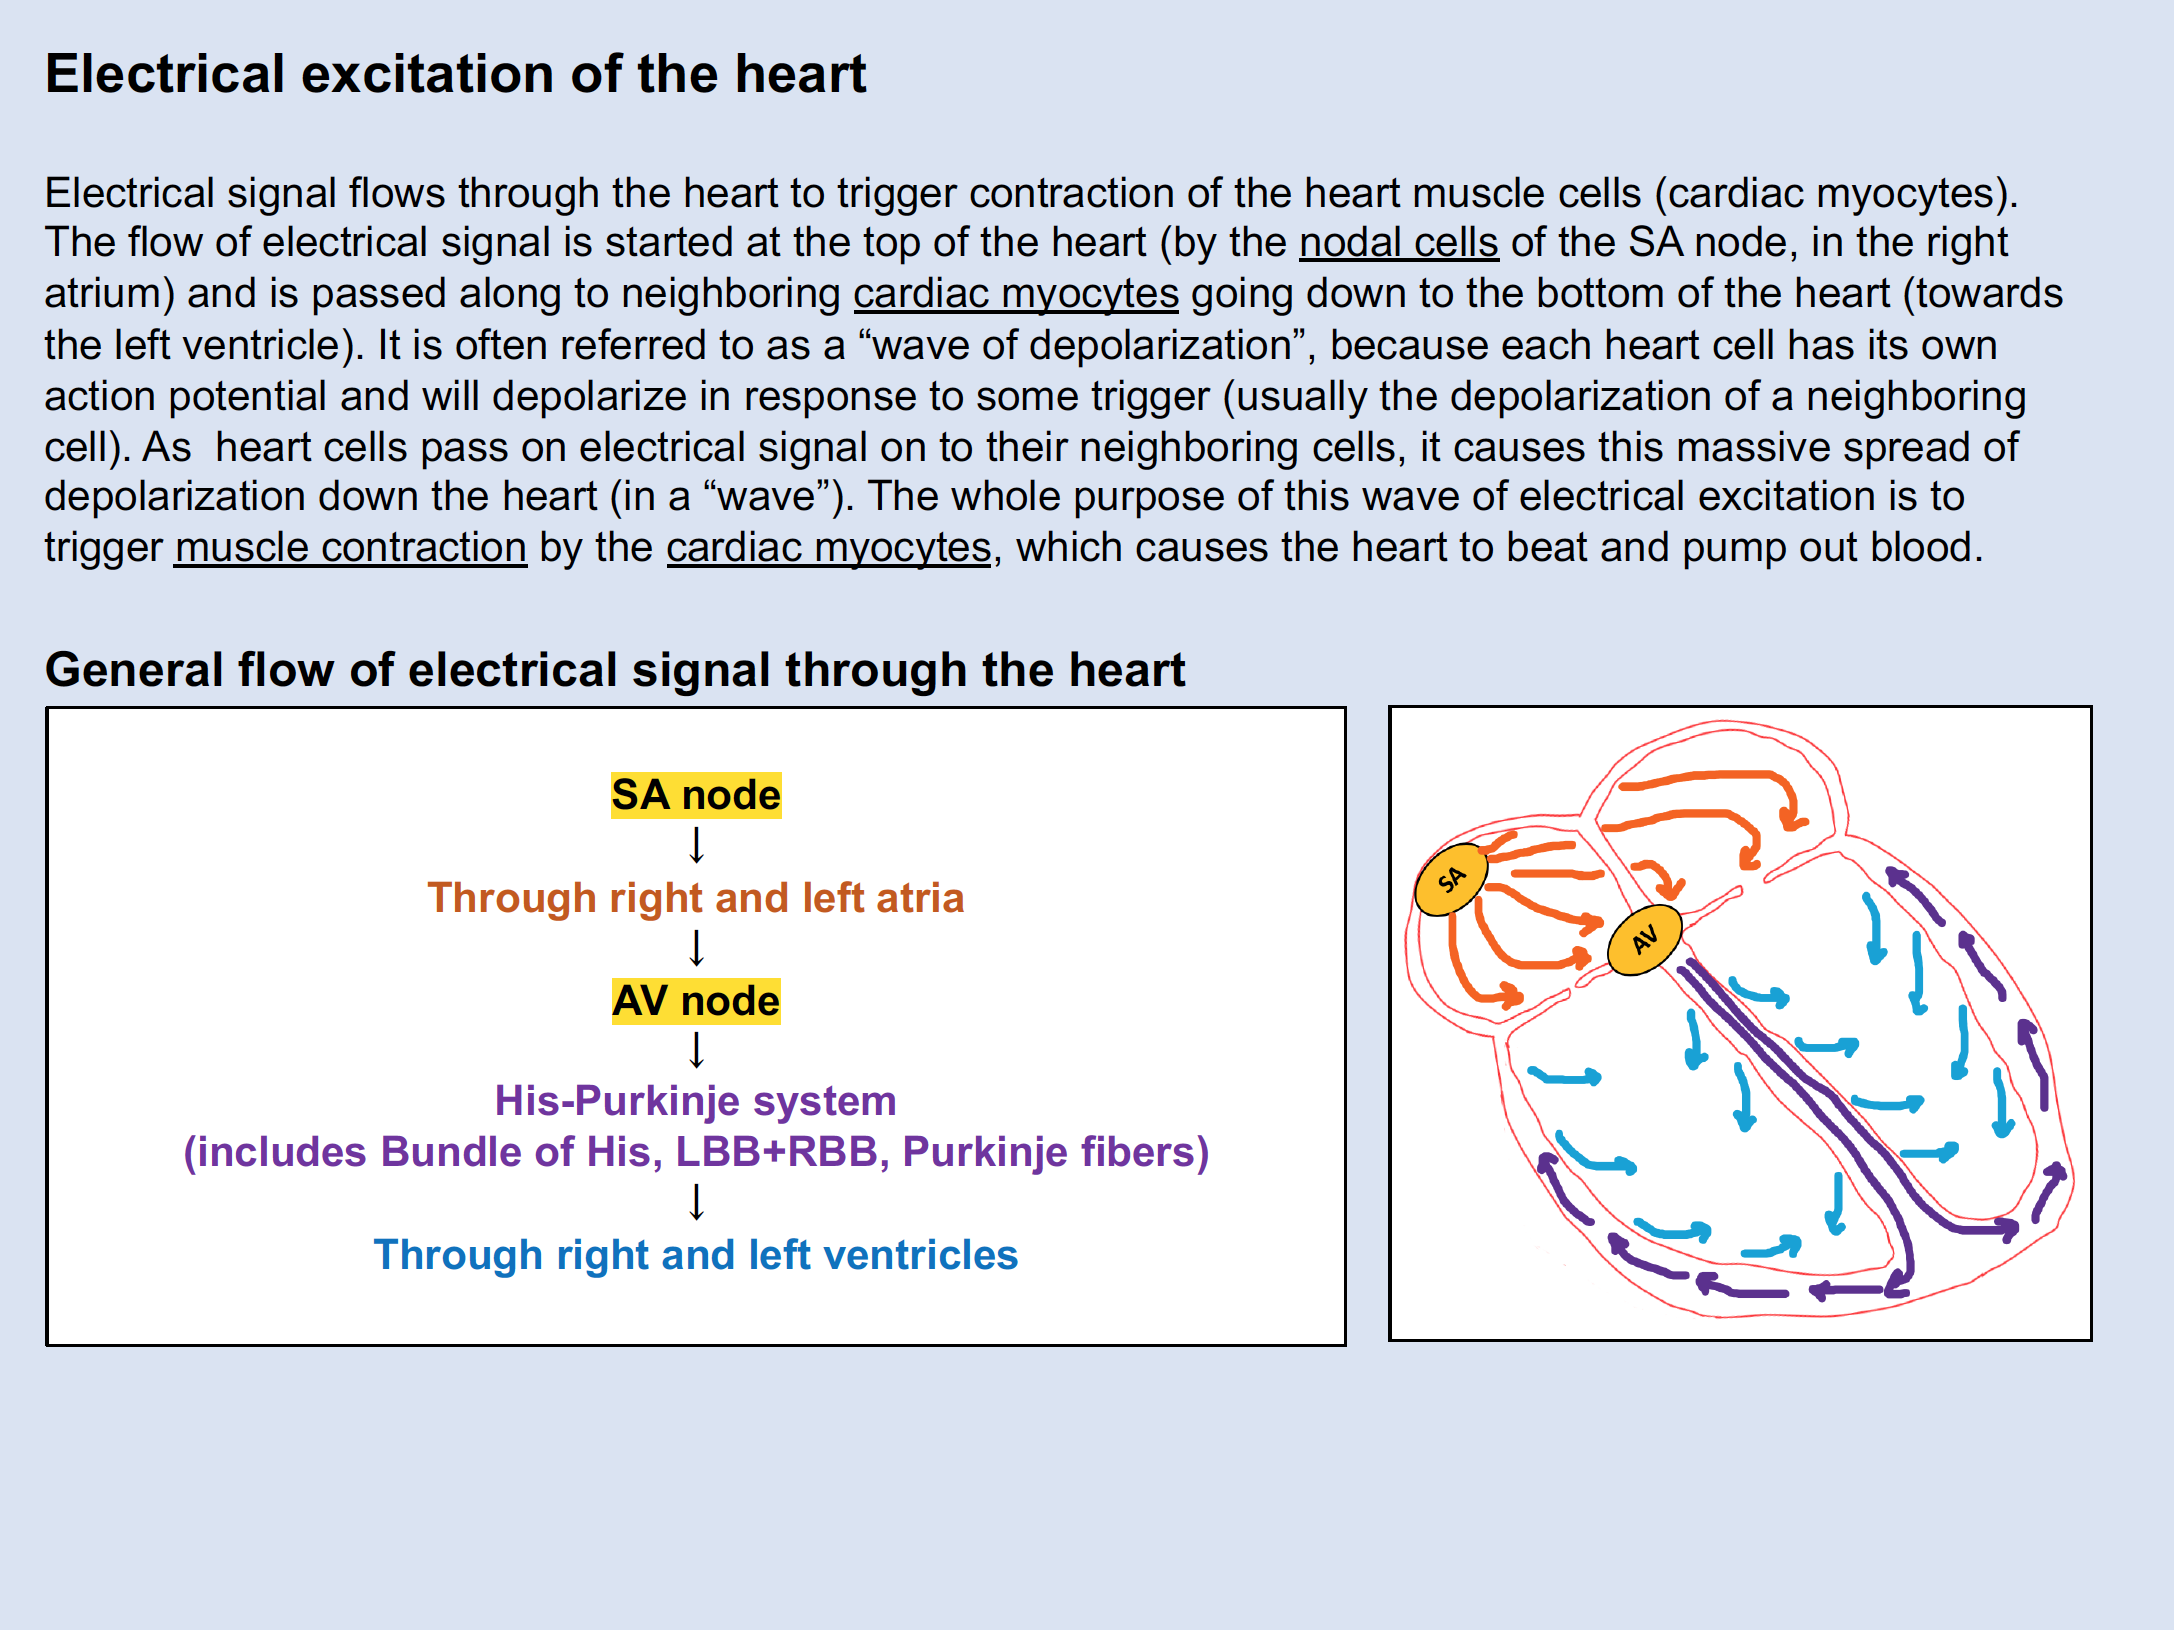 Electrical excitation of the heart
Electrical signal flows through the heart to trigger contraction of the heart muscle cells (cardiac myocytes).
The flow of electrical signal is started at the top of the heart (by the nodal cells of the SA node, in the right
atrium) and is passed along to neighboring cardiac myocytes going down to the bottom of the heart (towards
the left ventricle). It is often referred to as a “wave of depolarization”, because each heart cell has its own
action potential and will depolarize in response to some trigger (usually the depolarization of a neighboring
cell). As  heart cells pass on electrical signal on to their neighboring cells, it causes this massive spread of
depolarization down the heart (in a “wave”). The whole purpose of this wave of electrical excitation is to
trigger muscle contraction by the cardiac myocytes, which causes the heart to beat and pump out blood.
General flow of electrical signal through the heart
SA node
↓
Through right and left atria
↓
AV node
↓
His-Purkinje system
(includes Bundle of His, LBB+RBB, Purkinje fibers)
↓
Through right and left ventricles
SA
AV